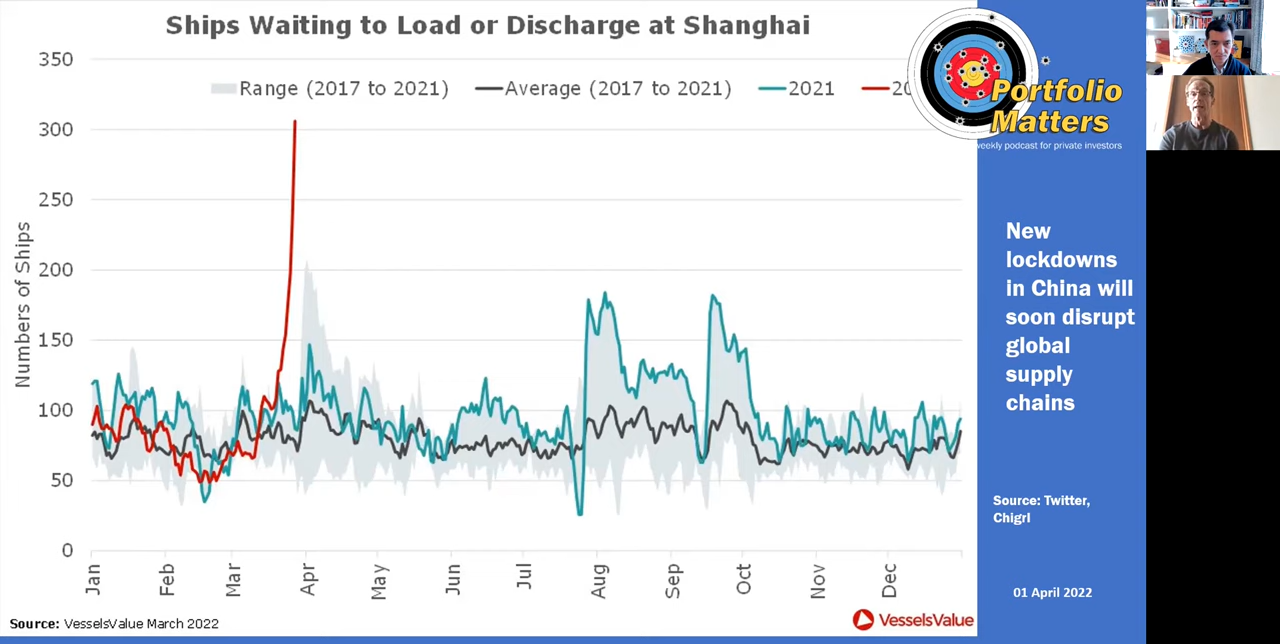 Ships Waiting to Load or Discharge at Shanghai
Range (2017 to 2021) Average (2017 to 2021) 2021
Numbers of Ships
350
300
250
200
150
100
50
0
Jan Feb Mar Apr May Jun Jul Aug Sep Oct Nov Dec
Source: VesselsValue March 2022
VesselsValue
Portfolio
Matters
weekly podcast for private investors
New
lockdowns
in China will
soon disrupt
global
supply
chains
Source: Twitter,
Chigrl
01 April 2022